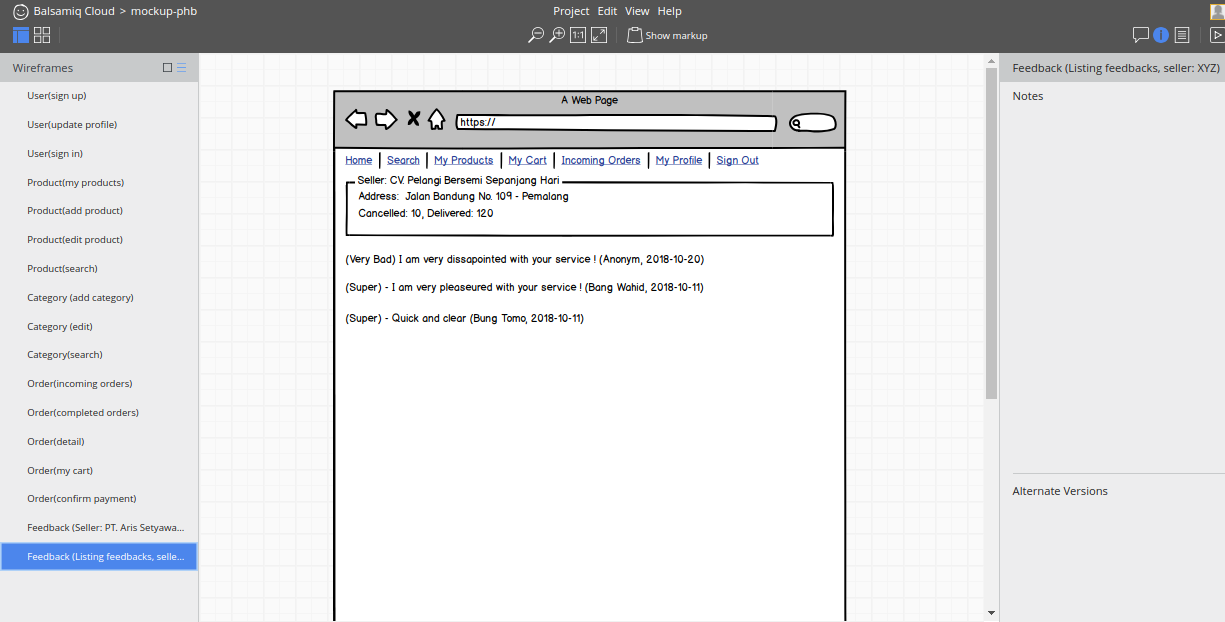 Balsamiq Cloud > mockup-phb
Project Edit View Help
1:1
Show markup
Wireframes
User(sign up)
User(update profile)
User(sign in)
Product(my products)
Product(add product)
Product(edit product)
Product(search)
Category (add category)
Category (edit)
Category(search)
Order(incoming orders)
Order(completed orders)
Order(detail)
Order(my cart)
Order(confirm payment)
Feedback (Seller: PT. Aris Setyawa...
Feedback (Listing feedbacks, selle...
A Web Page
https://
Home | Search | My Products | My Cart | Incoming Orders | My Profile | Sign Out
Seller: CV. Pelangi Bersemi Sepanjang Hari
Address: Jalan Bandung No. 109 - Pemalang
Cancelled: 10, Delivered: 120
(Very Bad) I am very dissapointed with your service ! (Anonym, 2018-10-20)
(Super) - I am very pleaseured with your service ! (Bang Wahid, 2018-10-11)
(Super) - Quick and clear (Bung Tomo, 2018-10-11)
Feedback (Listing feedbacks, seller: XYZ)
Notes
Alternate Versions